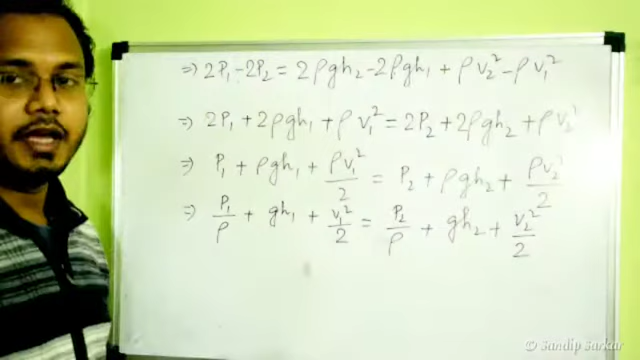 ⇒ 2P₁ − 2P₂ = 2ρgh₂ − 2ρgh₁ + ρv₂² − ρv₁²
⇒ 2P₁ + 2ρgh₁ + ρv₁² = 2P₂ + 2ρgh₂ + ρv₂²
⇒ P₁ + ρgh₁ + ρv₁²/2 = P₂ + ρgh₂ + ρv₂²/2
⇒ P₁/ρ + gh₁ + v₁²/2 = P₂/ρ + gh₂ + v₂²/2
© Sandip Sarkar